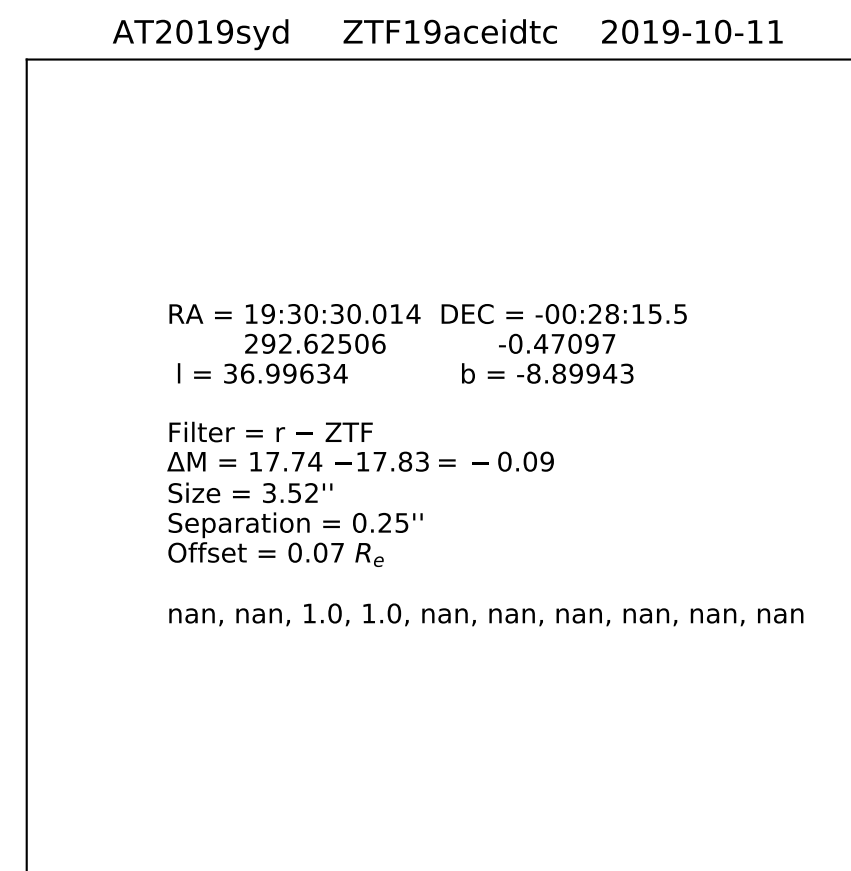 AT2019syd ZTF19aceidtc 2019-10-11
RA = 19:30:30.014 DEC = -00:28:15.5
292.62506 -0.47097
l = 36.99634 b = -8.89943
Filter = r − ZTF
ΔM = 17.74 −17.83 = − 0.09
Size = 3.52''
Separation = 0.25''
Offset = 0.07 Re
nan, nan, 1.0, 1.0, nan, nan, nan, nan, nan, nan